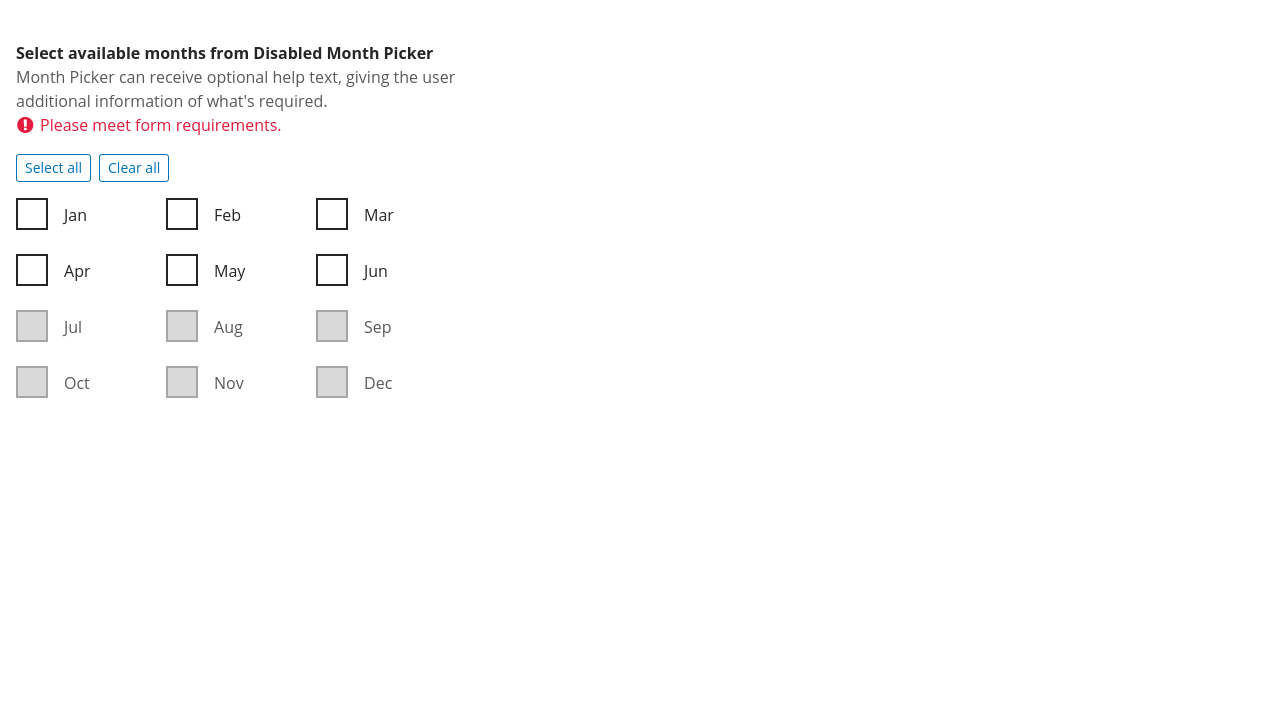 Select available months from Disabled Month Picker
Month Picker can receive optional help text, giving the user
additional information of what's required.
Please meet form requirements.
Select all Clear all
Jan Feb Mar
Apr May Jun
Jul Aug Sep
Oct Nov Dec